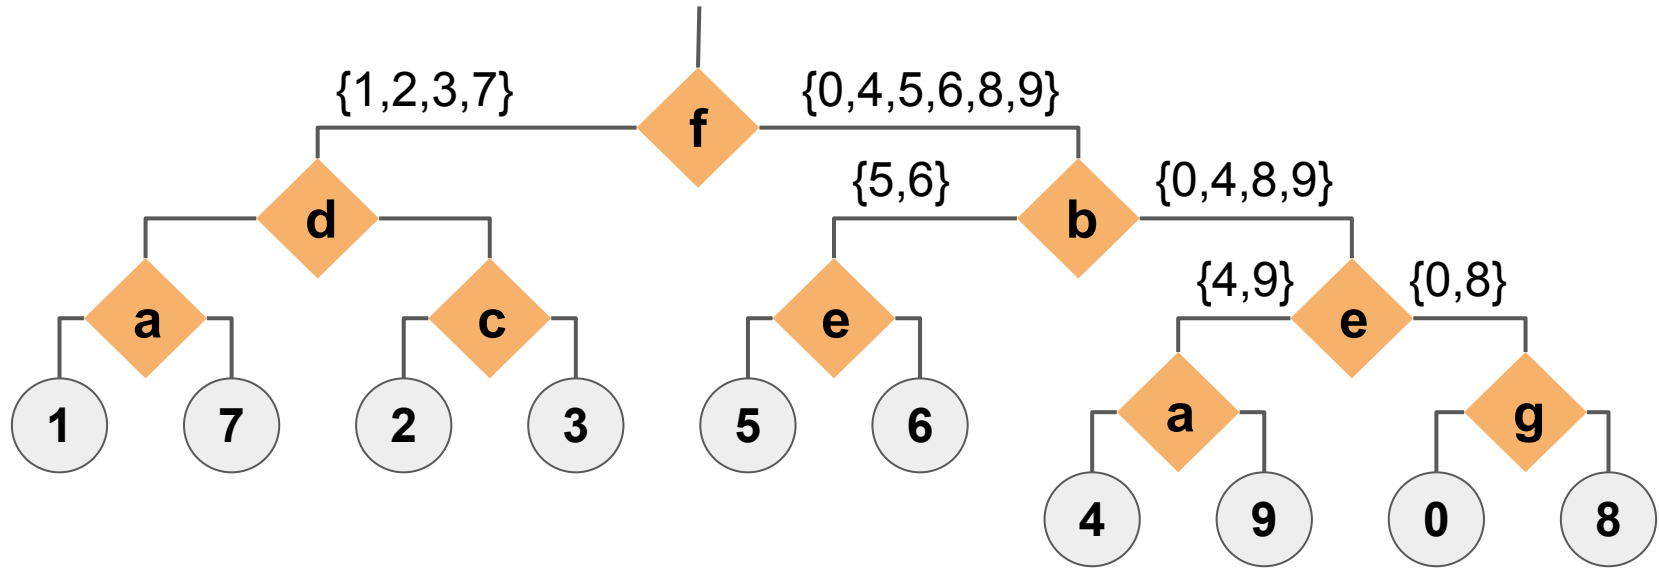 {1,2,3,7} {0,4,5,6,8,9}
f
{5,6} {0,4,8,9}
d b
{4,9} {0,8}
a c e e
1 7 2 3 5 6 a g
4 9 0 8